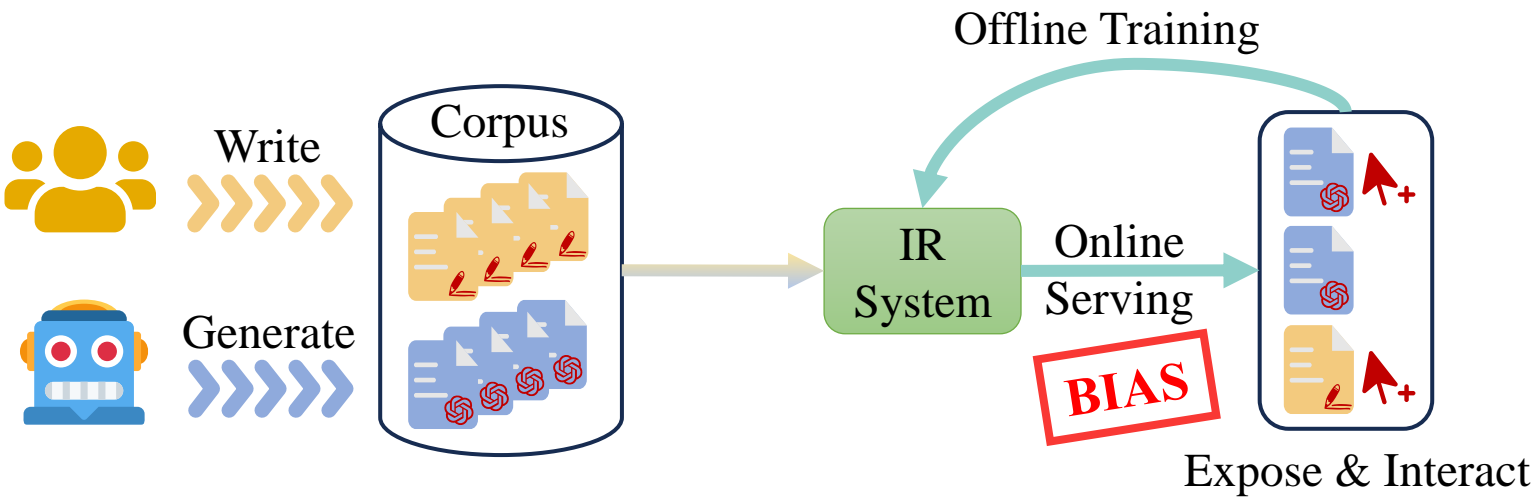 Offline Training
Corpus
Write
Generate
IR
System
Online
Serving
BIAS
Expose & Interact